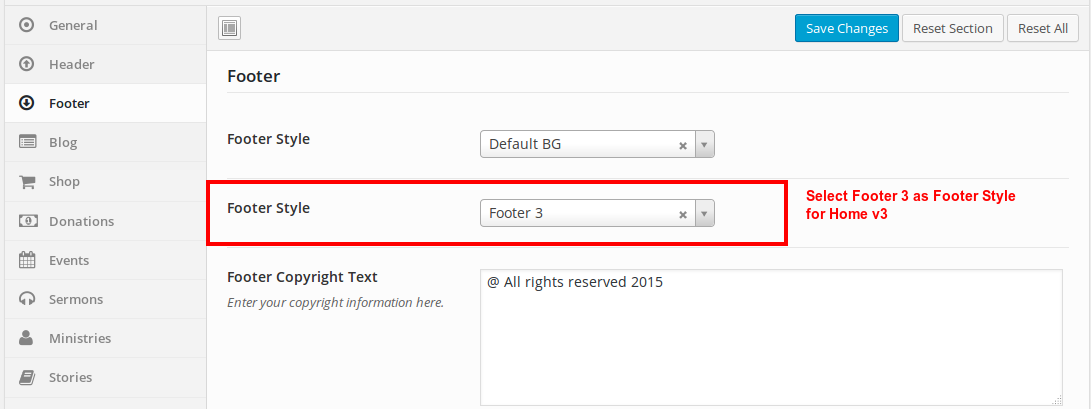 General
Header
Footer
Blog
Shop
Donations
Events
Sermons
Ministries
Stories
Save Changes
Reset Section
Reset All
Footer
Footer Style
Default BG
Footer Style
Footer 3
Select Footer 3 as Footer Style
for Home v3
Footer Copyright Text
Enter your copyright information here.
@ All rights reserved 2015